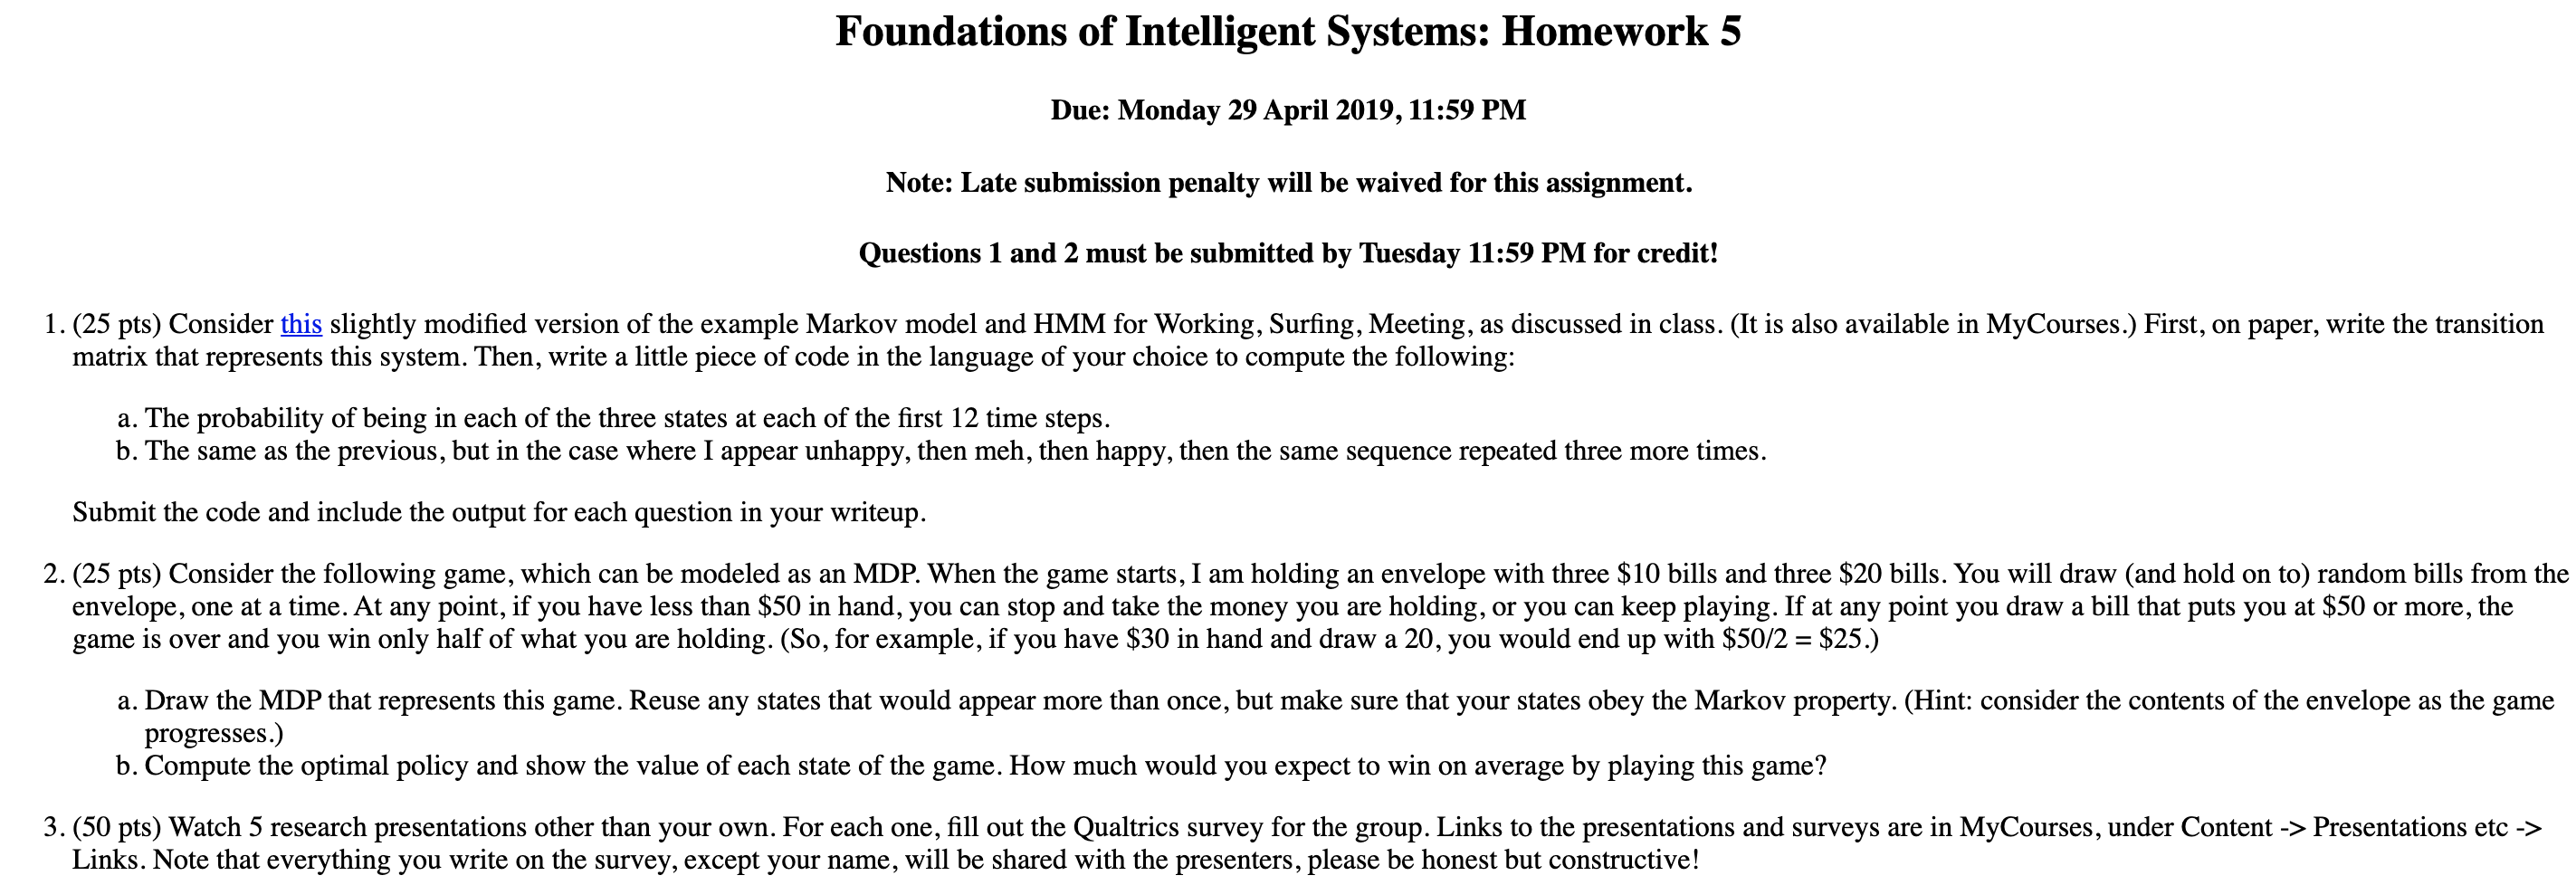 Foundations of Intelligent Systems: Homework 5
Due: Monday 29 April 2019, 11:59 PM
Note: Late submission penalty will be waived for this assignment.
Questions 1 and 2 must be submitted by Tuesday 11:59 PM for credit!
1. (25 pts) Consider this slightly modified version of the example Markov model and HMM for Working, Surfing, Meeting, as discussed in class. (It is also available in MyCourses.) First, on paper, write the transition
matrix that represents this system. Then, write a little piece of code in the language of your choice to compute the following:
a. The probability of being in each of the three states at each of the first 12 time steps.
b. The same as the previous, but in the case where I appear unhappy, then meh, then happy, then the same sequence repeated three more times.
Submit the code and include the output for each question in your writeup.
2. (25 pts) Consider the following game, which can be modeled as an MDP. When the game starts, I am holding an envelope with three $10 bills and three $20 bills. You will draw (and hold on to) random bills from the
envelope, one at a time. At any point, if you have less than $50 in hand, you can stop and take the money you are holding, or you can keep playing. If at any point you draw a bill that puts you at $50 or more, the
game is over and you win only half of what you are holding. (So, for example, if you have $30 in hand and draw a 20, you would end up with $50/2 = $25.)
a. Draw the MDP that represents this game. Reuse any states that would appear more than once, but make sure that your states obey the Markov property. (Hint: consider the contents of the envelope as the game
progresses.)
b. Compute the optimal policy and show the value of each state of the game. How much would you expect to win on average by playing this game?
3. (50 pts) Watch 5 research presentations other than your own. For each one, fill out the Qualtrics survey for the group. Links to the presentations and surveys are in MyCourses, under Content -> Presentations etc ->
Links. Note that everything you write on the survey, except your name, will be shared with the presenters, please be honest but constructive!